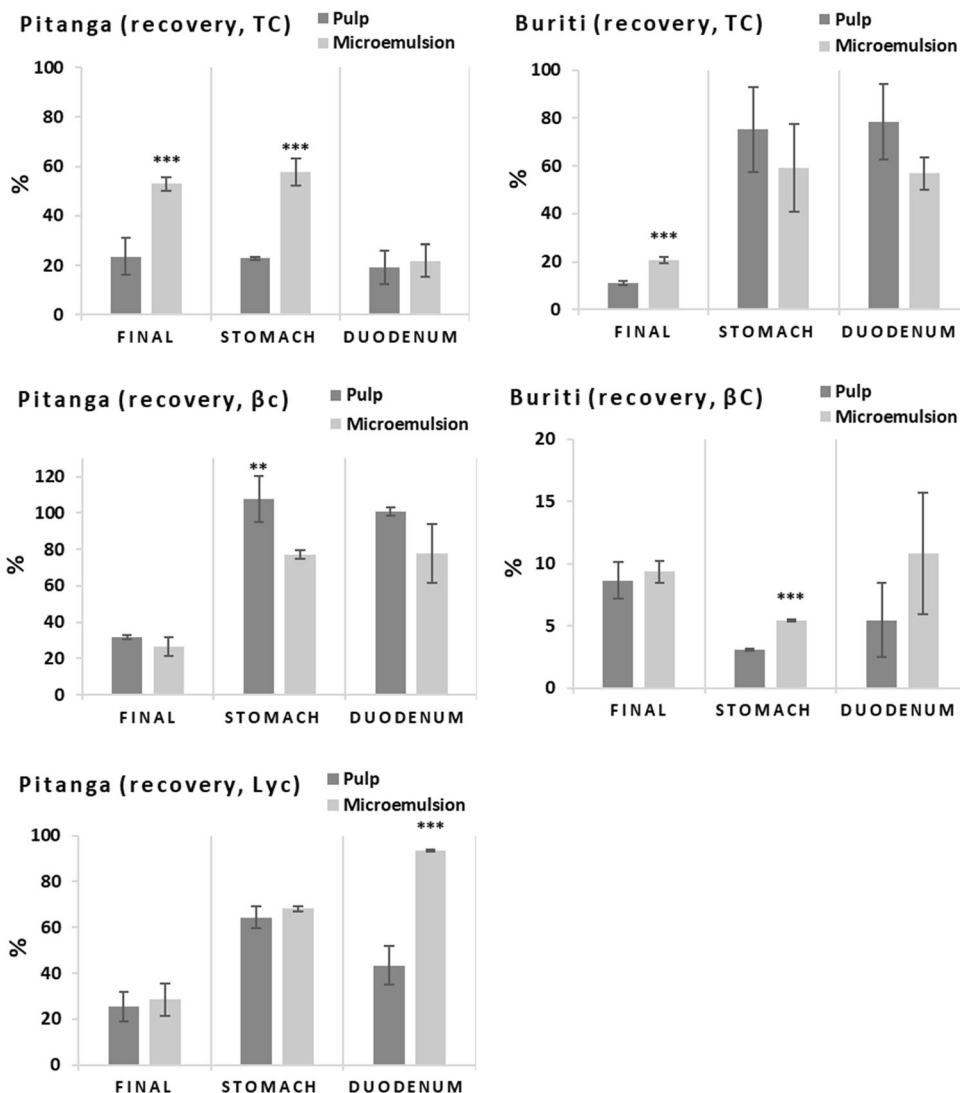 Pitanga (recovery, TC)
Pulp
Microemulsion
100
80
60
40
20
0
%
***
***
FINAL STOMACH DUODENUM
Buriti (recovery, TC)
Pulp
Microemulsion
100
80
60
40
20
0
%
***
FINAL STOMACH DUODENUM
Pitanga (recovery, βc)
Pulp
Microemulsion
120
100
80
60
40
20
0
%
**
FINAL STOMACH DUODENUM
Buriti (recovery, βC)
Pulp
Microemulsion
20
15
10
5
0
%
***
FINAL STOMACH DUODENUM
Pitanga (recovery, Lyc)
Pulp
Microemulsion
100
80
60
40
20
0
%
***
FINAL STOMACH DUODENUM